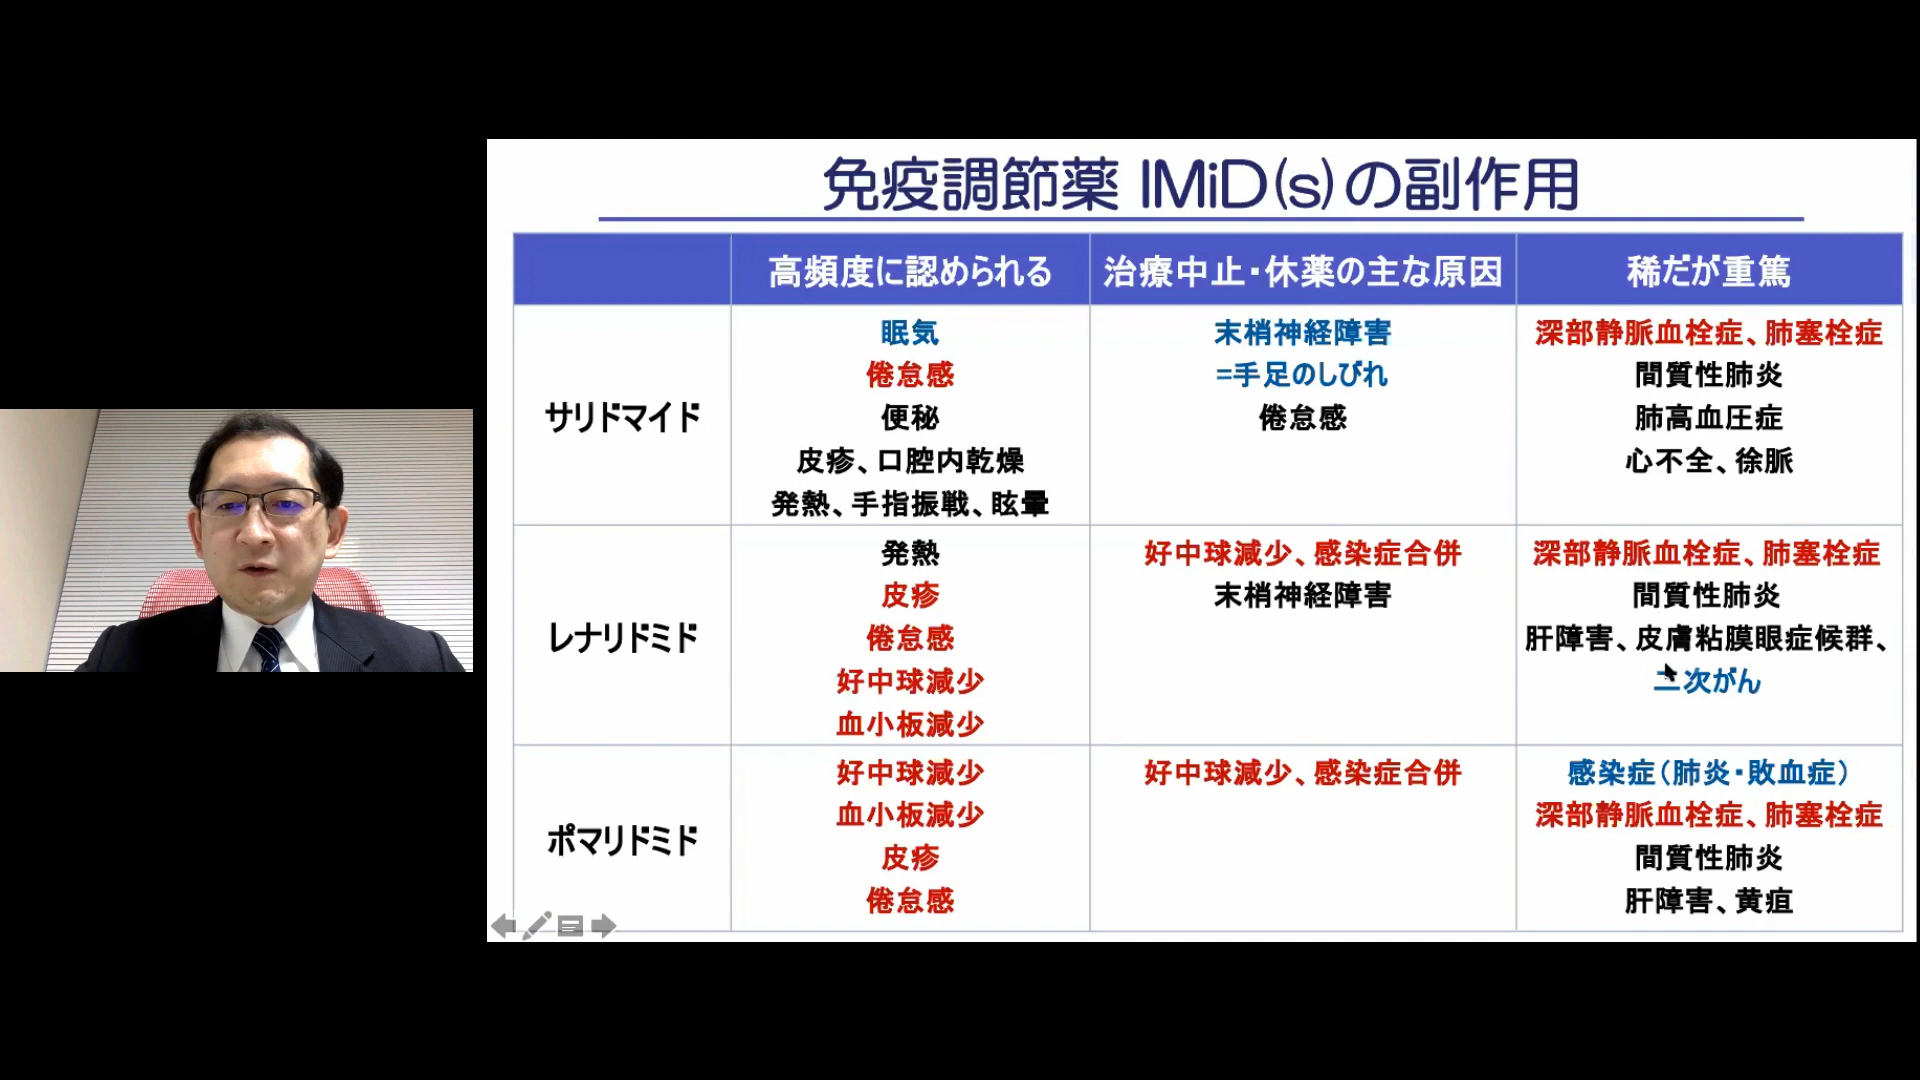 免疫調節薬 IMiD(s)の副作用
高頻度に認められる
治療中止・休薬の主な原因
稀だが重篤
サリドマイド
眠気
倦怠感
便秘
皮疹、口腔内乾燥
発熱、手指振戦、眩暈
末梢神経障害
=手足のしびれ
倦怠感
深部静脈血栓症、肺塞栓症
間質性肺炎
肺高血圧症
心不全、徐脈
レナリドミド
発熱
皮疹
倦怠感
好中球減少
血小板減少
好中球減少、感染症合併
末梢神経障害
深部静脈血栓症、肺塞栓症
間質性肺炎
肝障害、皮膚粘膜眼症候群、
二次がん
ポマリドミド
好中球減少
血小板減少
皮疹
倦怠感
好中球減少、感染症合併
感染症(肺炎・敗血症)
深部静脈血栓症、肺塞栓症
間質性肺炎
肝障害、黄疸